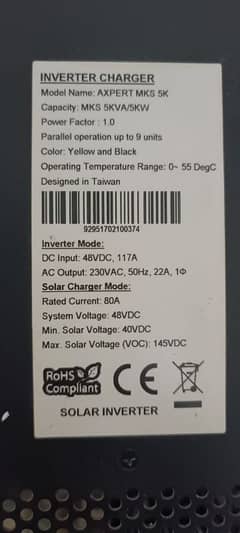 INVERTER CHARGER
Model Name: AXPERT MKS 5K
Capacity: MKS 5KVA/5KW
Power Factor : 1.0
Parallel operation up to 9 units
Color: Yellow and Black
Operating Temperature Range: 0~ 55 DegC
Designed in Taiwan
92951702100374
Inverter Mode:
DC Input: 48VDC, 117A
AC Output: 230VAC, 50Hz, 22A, 1Φ
Solar Charger Mode:
Rated Current: 80A
System Voltage: 48VDC
Min. Solar Voltage: 40VDC
Max. Solar Voltage (VOC): 145VDC
RoHS
Compliant
CE
SOLAR INVERTER